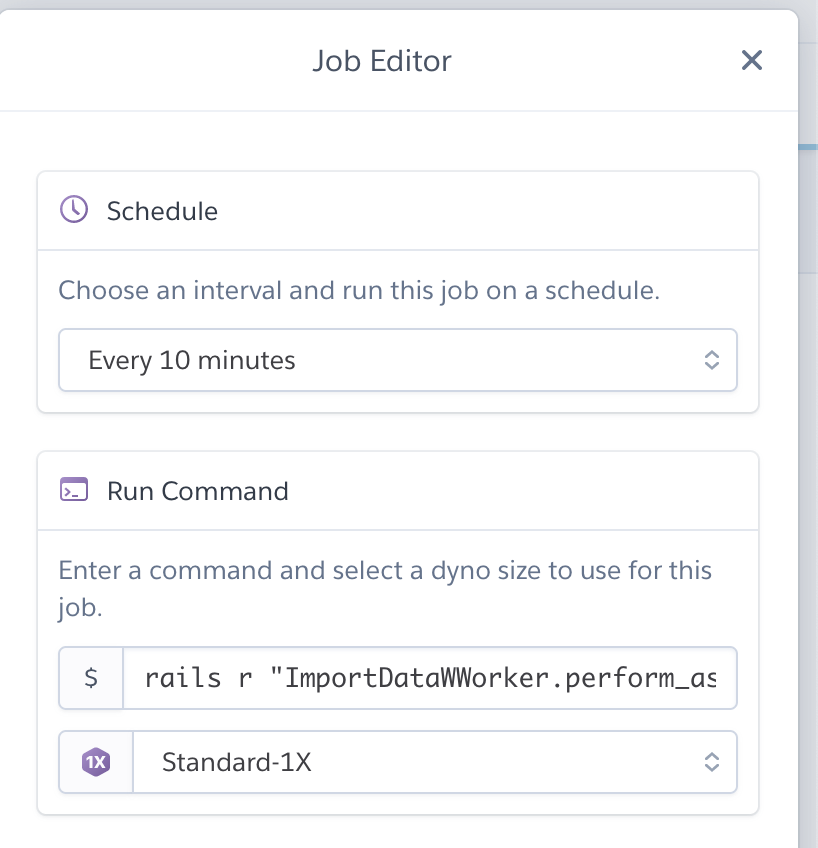 Job Editor
Schedule
Choose an interval and run this job on a schedule.
Every 10 minutes
Run Command
Enter a command and select a dyno size to use for this
job.
$ rails r "ImportDataWWorker.perform_as
1X Standard-1X